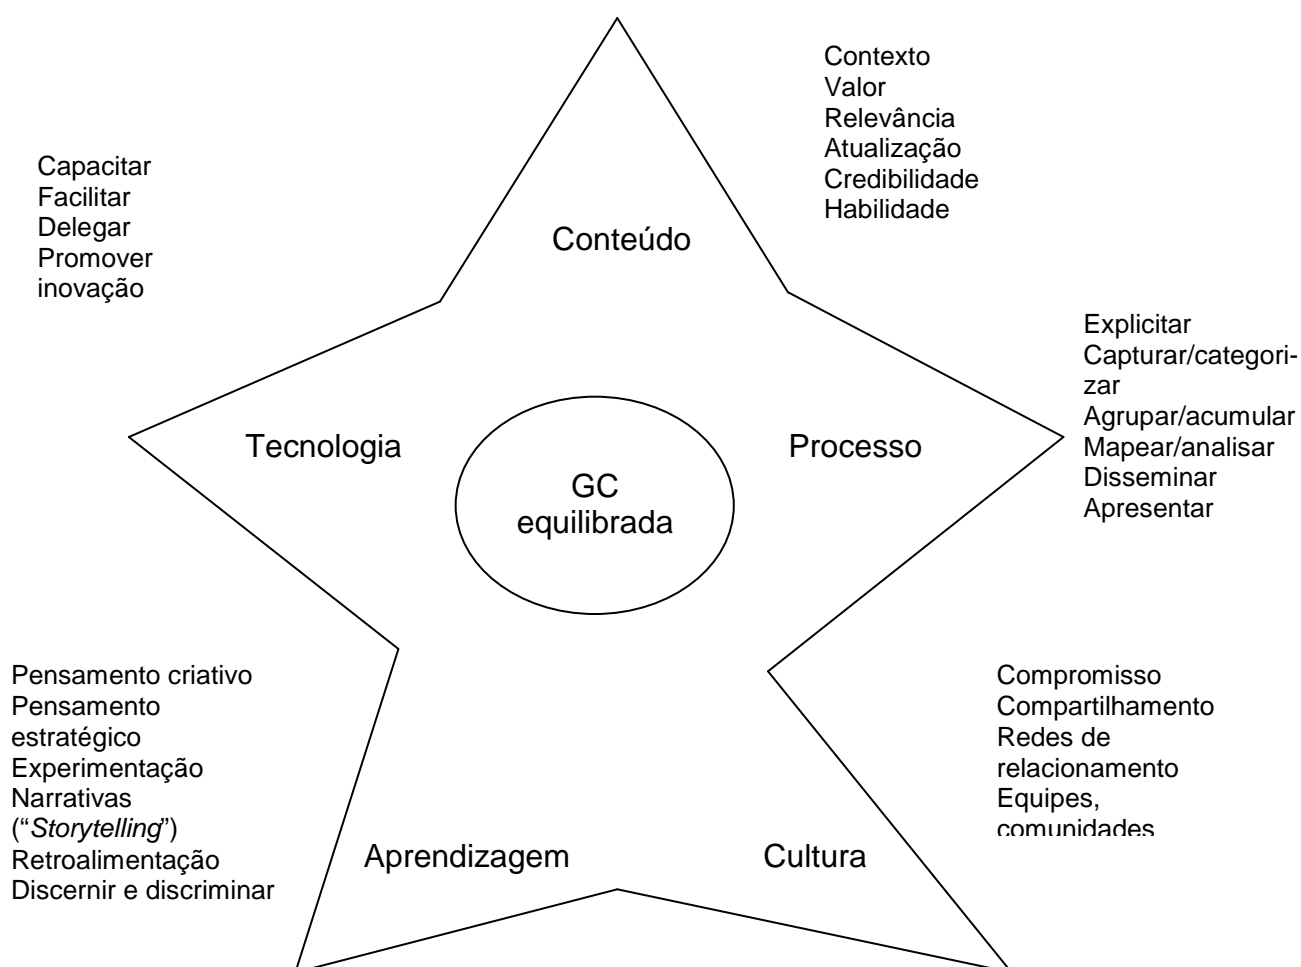 Contexto
Valor
Relevância
Atualização
Credibilidade
Habilidade
Capacitar
Facilitar
Delegar
Promover
inovação
Conteúdo
Explicitar
Capturar/categori-
zar
Agrupar/acumular
Mapear/analisar
Disseminar
Apresentar
Tecnologia
Processo
GC
equilibrada
Pensamento criativo
Pensamento
estratégico
Experimentação
Narrativas
(“Storytelling”)
Retroalimentação
Discernir e discriminar
Compromisso
Compartilhamento
Redes de
relacionamento
Equipes,
comunidades
Aprendizagem
Cultura